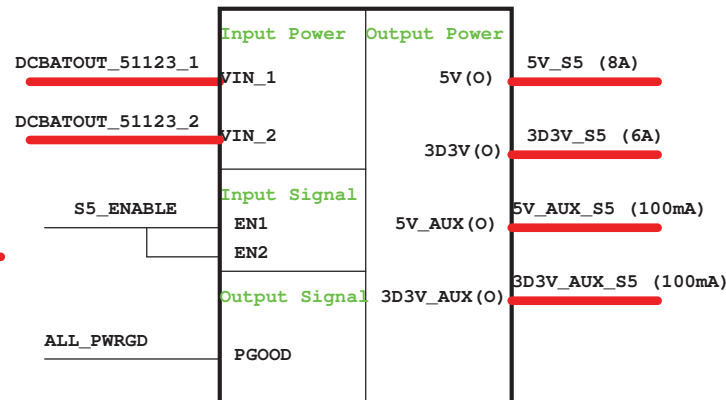 Input Power
Output Power
DCBATOUT_51123_1
VIN_1
5V(O)
5V_S5 (8A)
DCBATOUT_51123_2
VIN_2
3D3V(O)
3D3V_S5 (6A)
Input Signal
S5_ENABLE
EN1
5V_AUX(O)
5V_AUX_S5 (100mA)
EN2
Output Signal
3D3V_AUX(O)
3D3V_AUX_S5 (100mA)
ALL_PWRGD
PGOOD